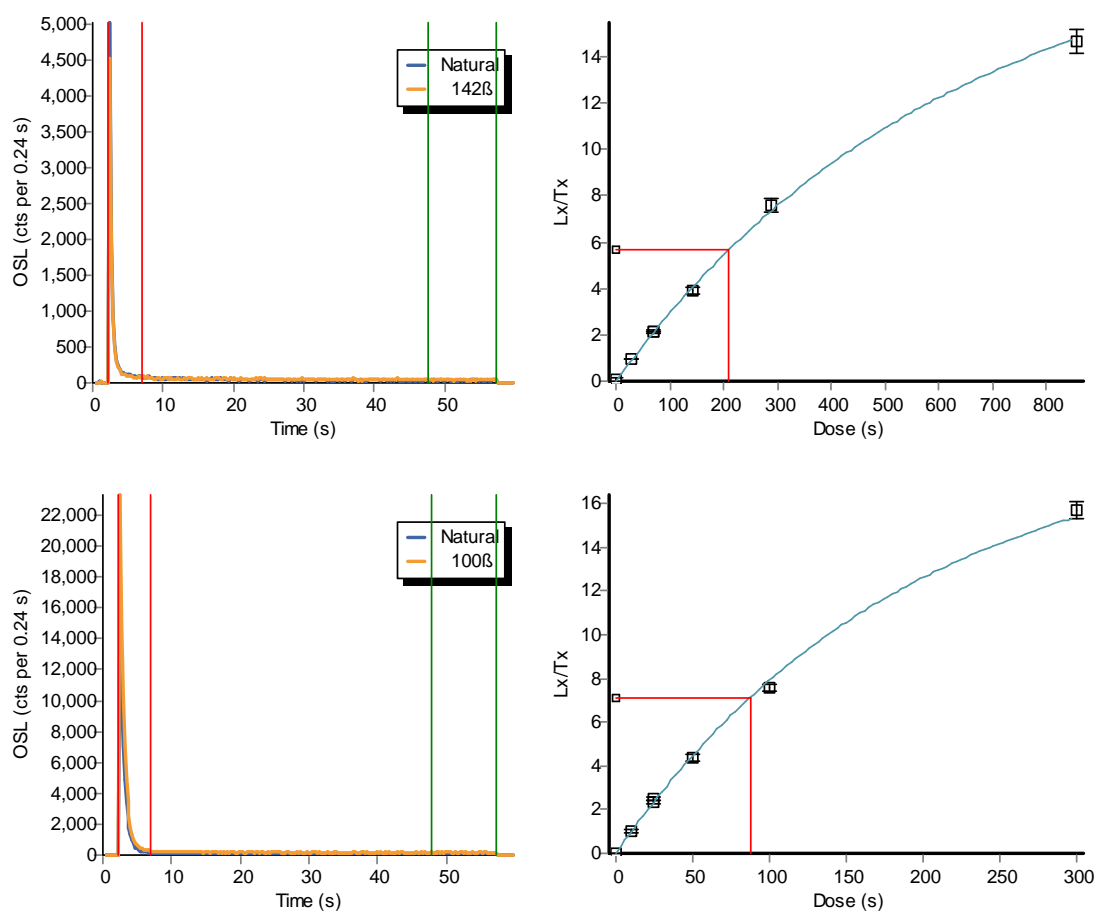 5,000
4,500
4,000
3,500
3,000
2,500
2,000
1,500
1,000
500
0
OSL (cts per 0.24 s)
0 10 20 30 40 50
Time (s)
Natural
142ß
14
12
10
8
6
4
2
0
Lx/Tx
0 100 200 300 400 500 600 700 800
Dose (s)
22,000
20,000
18,000
16,000
14,000
12,000
10,000
8,000
6,000
4,000
2,000
0
OSL (cts per 0.24 s)
0 10 20 30 40 50
Time (s)
Natural
100ß
16
14
12
10
8
6
4
2
0
Lx/Tx
0 50 100 150 200 250 300
Dose (s)